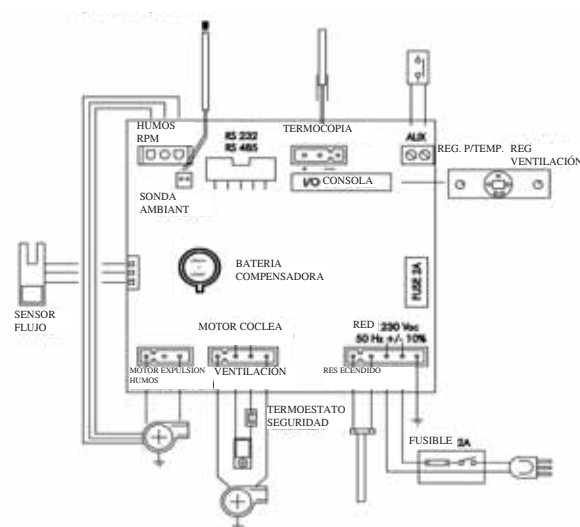 HUMOS
RPM
RS 232
RS 485
TERMOCOPIA
AUX
REG. P/TEMP. REG
VENTILACIÓN
I/O CONSOLA
SONDA
AMBIANT
BATERIA
COMPENSADORA
FUSE 2A
SENSOR
FLUJO
MOTOR COCLEA
RED 230 Vac
50 Hz +/- 10%
MOTOR EXPULSION
HUMOS
VENTILACIÓN
RES ECENDIDO
TERMOESTATO
SEGURIDAD
FUSIBLE 2A